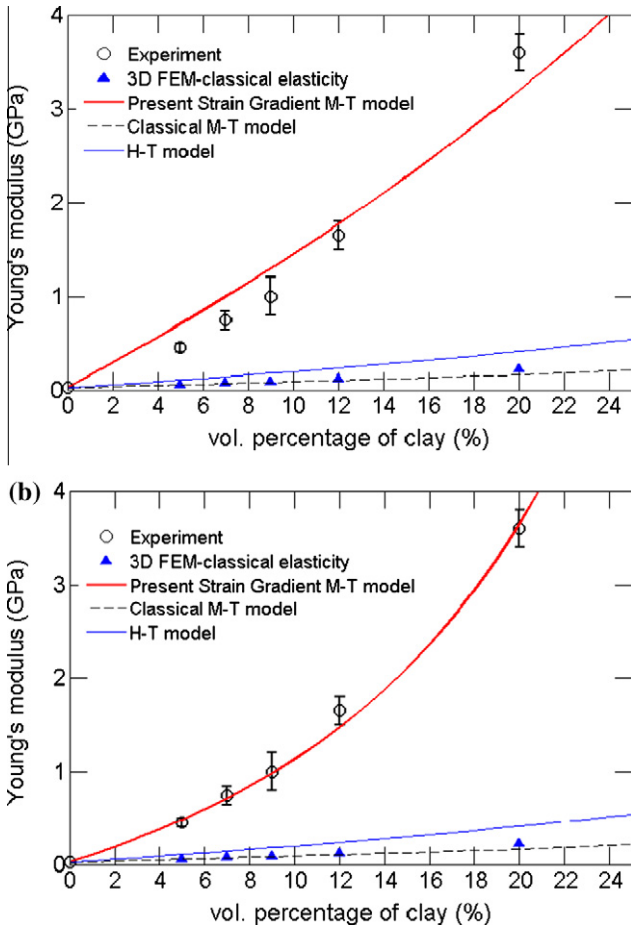 4
Experiment
3D FEM-classical elasticity
3
Present Strain Gradient M-T model
Classical M-T model
H-T model
2
1
0
Young's modulus (GPa)
0 2 4 6 8 10 12 14 16 18 20 22 24
vol. percentage of clay (%)
(b)
4
Experiment
3D FEM-classical elasticity
3
Present Strain Gradient M-T model
Classical M-T model
H-T model
2
1
0
Young's modulus (GPa)
0 2 4 6 8 10 12 14 16 18 20 22 24
vol. percentage of clay (%)